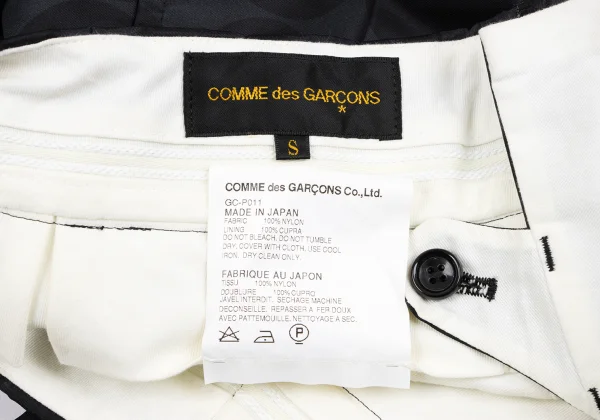 COMME des GARÇONS
*
S
COMME des GARÇONS Co.,Ltd.
GC-P011
MADE IN JAPAN
FABRIC 100%NYLON
LINING 100%CUPRA
DO NOT BLEACH. DO NOT TUMBLE
DRY. COVER WITH CLOTH, USE COOL
IRON. DRY CLEAN ONLY.
FABRIQUE AU JAPON
TISSU 100%NYLON
DOUBLURE 100%CUPRO
JAVEL INTERDIT. SECHAGE MACHINE
DECONSEILLE. REPASSER A FER DOUX
AVEC PATTEMOUILLE. NETTOYAGE A SEC.
P